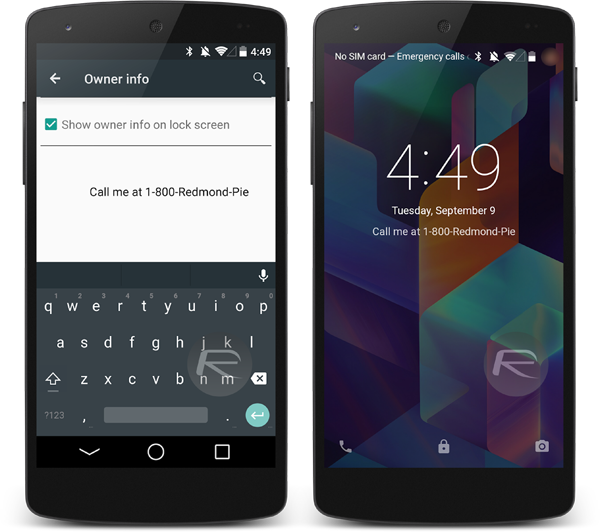 4:49
Owner info
Show owner info on lock screen
Call me at 1-800-Redmond-Pie
1 2 3 4 5 6 7 8 9 0
q w e r t y u i o p
a s d f g h j k l
z x c v b n m
?123 , .
No SIM card — Emergency calls
4:49
Tuesday, September 9
Call me at 1-800-Redmond-Pie